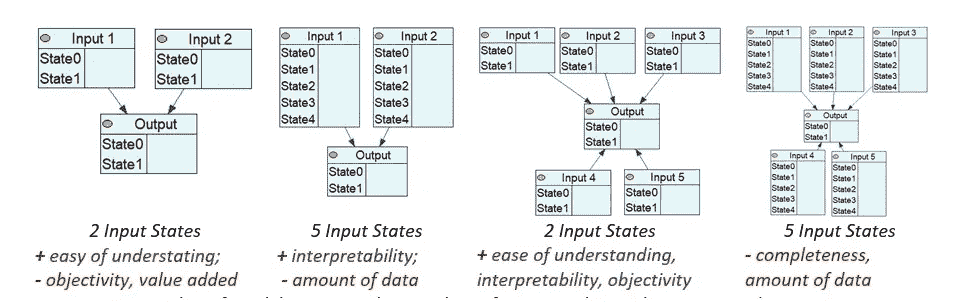 Input 1
State0
State1
Input 2
State0
State1
Output
State0
State1
2 Input States
+ easy of understating;
- objectivity, value added
Input 1
State0
State1
State2
State3
State4
Input 2
State0
State1
State2
State3
State4
Output
State0
State1
5 Input States
+ interpretability;
- amount of data
Input 1
State0
State1
Input 2
State0
State1
Input 3
State0
State1
Output
State0
State1
Input 4
State0
State1
Input 5
State0
State1
2 Input States
+ ease of understanding,
interpretability, objectivity
Input 1
State0
State1
State2
State3
State4
Input 2
State0
State1
State2
State3
State4
Input 3
State0
State1
State2
State3
State4
Output
State0
State1
Input 4
State0
State1
State2
State3
State4
Input 5
State0
State1
State2
State3
State4
5 Input States
- completeness,
amount of data